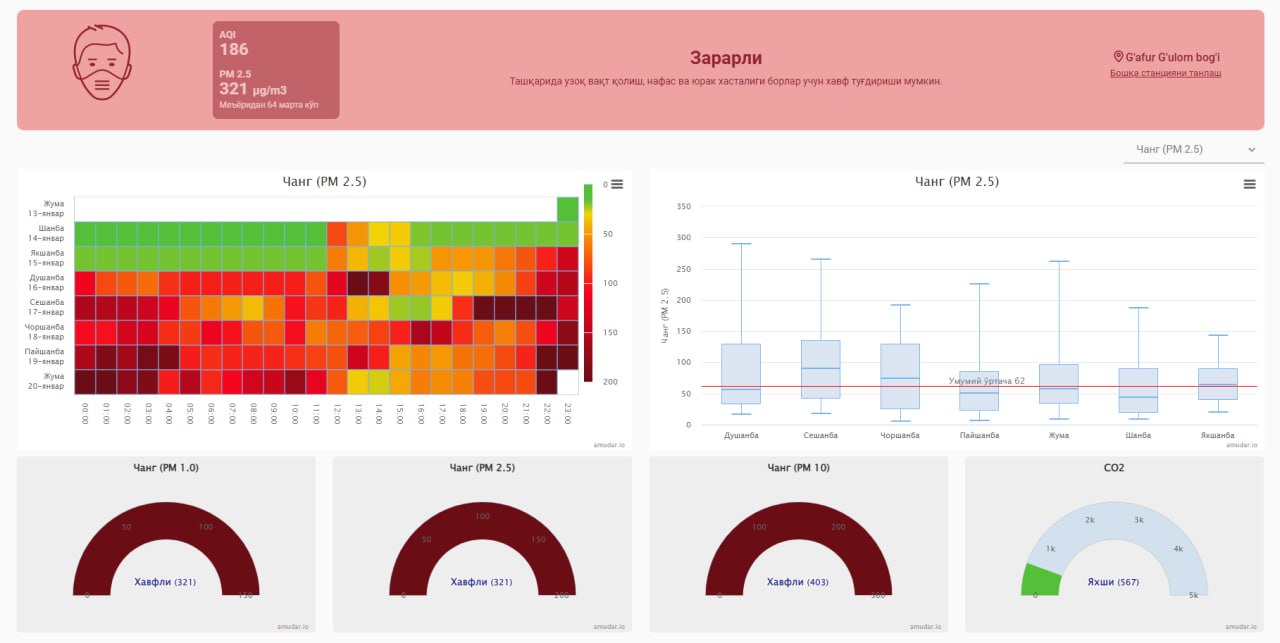 AQI
186
PM 2.5
321 µg/m3
Меъёридан 64 марта кўп
Зарарли
Ташқарида узоқ вақт қолиш, нафас ва юрак хасталиги борлар учун хавф туғдириши мумкин.
G'afur G'ulom bog'i
Бошқа станцияни танлаш
Чанг (PM 2.5)
Чанг (PM 2.5)
Жума
13-январ
Шанба
14-январ
Якшанба
15-январ
Душанба
16-январ
Сешанба
17-январ
Чоршанба
18-январ
Пайшанба
19-январ
Жума
20-январ
00:00 01:00 02:00 03:00 04:00 05:00 06:00 07:00 08:00 09:00 10:00 11:00 12:00 13:00 14:00 15:00 16:00 17:00 18:00 19:00 20:00 21:00 22:00 23:00
0
50
100
150
200
amudar.io
Чанг (PM 2.5)
Чанг (PM 2.5)
350
300
250
200
150
100
50
0
Умумий ўртача 62
Душанба Сешанба Чоршанба Пайшанба Жума Шанба Якшанба
amudar.io
Чанг (PM 1.0)
50 100
Хавфли (321)
0 150
amudar.io
Чанг (PM 2.5)
100
50 150
Хавфли (321)
0 200
amudar.io
Чанг (PM 10)
100 200
Хавфли (403)
0 300
amudar.io
CO2
2k 3k
1k 4k
Яхши (567)
0 5k
amudar.io